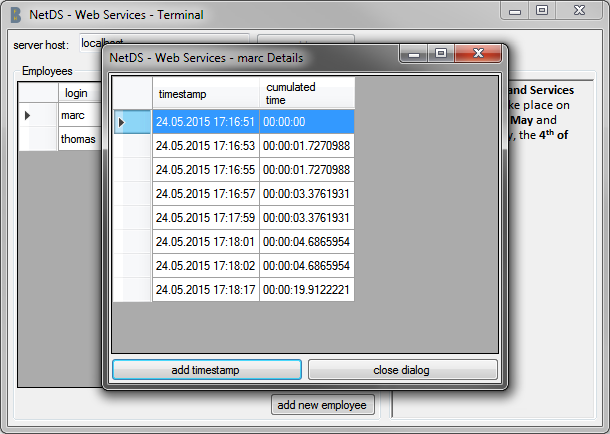 NetDS - Web Services - Terminal
server host:
Employees
login
marc
thomas
NetDS - Web Services - marc Details
timestamp cumulated time
24.05.2015 17:16:51 00:00:00
24.05.2015 17:16:53 00:00:01.7270988
24.05.2015 17:16:55 00:00:01.7270988
24.05.2015 17:16:57 00:00:03.3761931
24.05.2015 17:17:59 00:00:03.3761931
24.05.2015 17:18:01 00:00:04.6865954
24.05.2015 17:18:02 00:00:04.6865954
24.05.2015 17:18:17 00:00:19.9122221
add timestamp
close dialog
and Services
place on
May and
the 4th of
add new employee